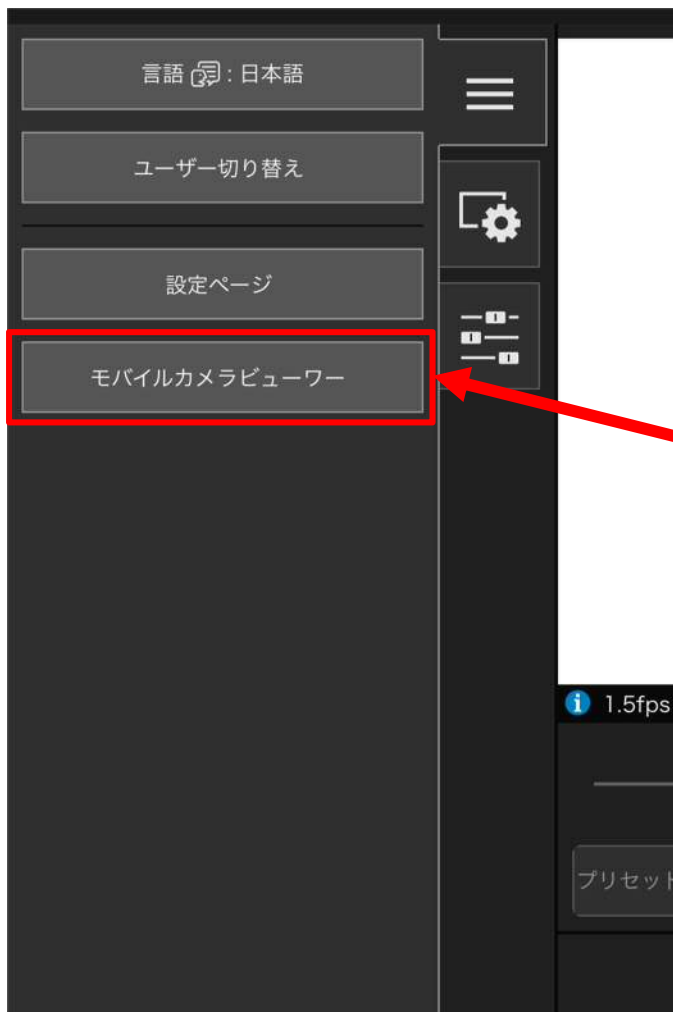 言語 : 日本語
ユーザー切り替え
設定ページ
モバイルカメラビューワー
1.5fps
プリセット